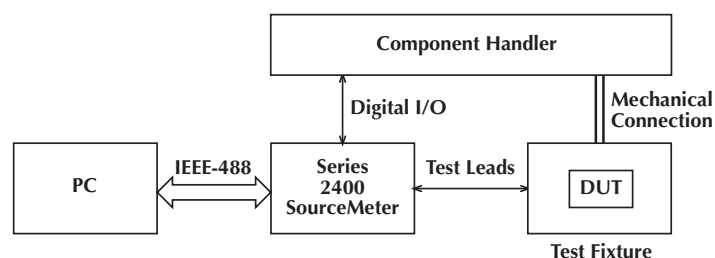 Component Handler
Digital I/O
Mechanical
Connection
PC
IEEE-488
Series
2400
SourceMeter
Test Leads
DUT
Test Fixture